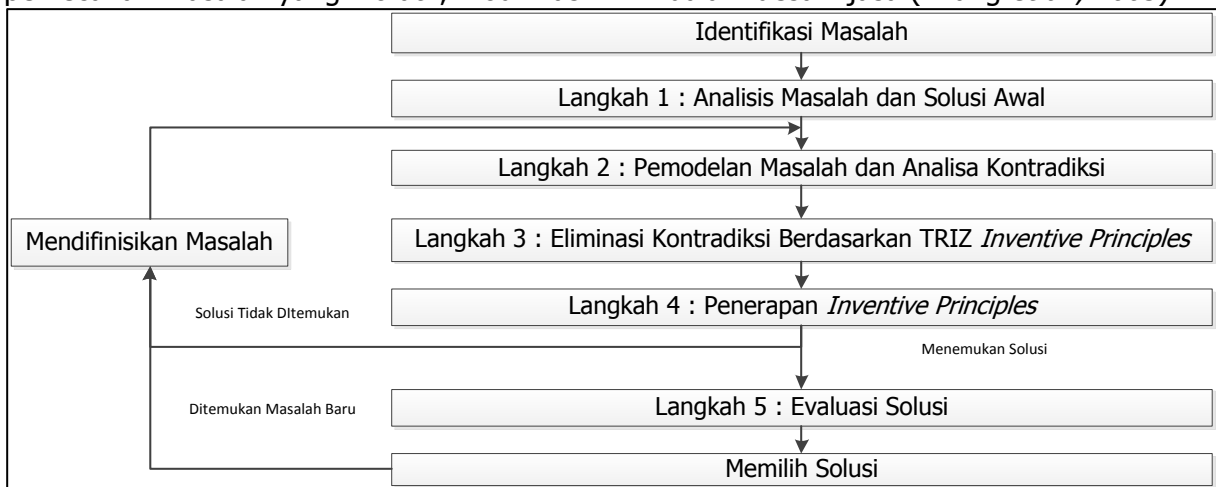 Identifikasi Masalah
Langkah 1 : Analisis Masalah dan Solusi Awal
Langkah 2 : Pemodelan Masalah dan Analisa Kontradiksi
Mendifinisikan Masalah
Langkah 3 : Eliminasi Kontradiksi Berdasarkan TRIZ Inventive Principles
Langkah 4 : Penerapan Inventive Principles
Solusi Tidak DItemukan
Menemukan Solusi
Ditemukan Masalah Baru
Langkah 5 : Evaluasi Solusi
Memilih Solusi